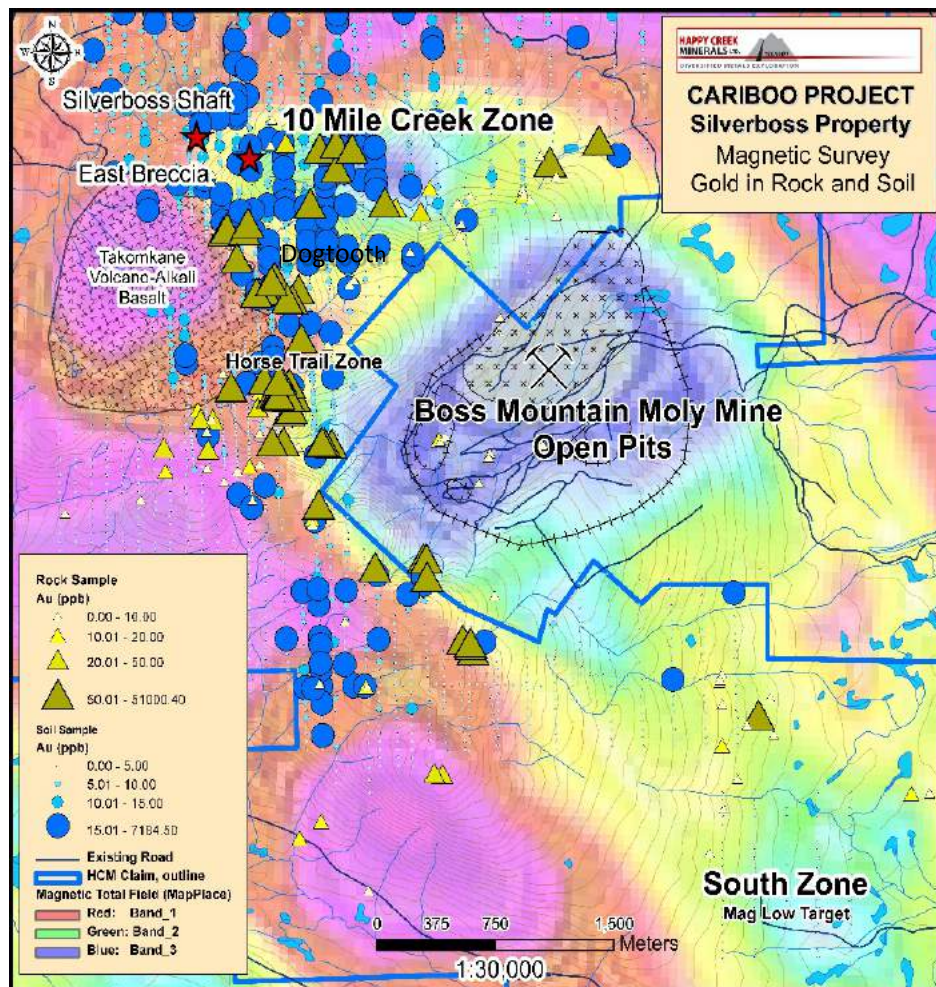 HAPPY CREEK
MINERALS LTD.
DIVERSIFIED METALS EXPLORATION
CARIBOO PROJECT
Silverboss Property
Magnetic Survey
Gold in Rock and Soil
N
W
S
Silverboss Shaft
10 Mile Creek Zone
East Breccia
Dogtooth
Takomkane
Volcano-Alkali
Basalt
Horse Trail Zone
Boss Mountain Moly Mine
Open Pits
Rock Sample
Au (ppb)
0.00 - 10.00
10.01 - 20.00
20.01 - 50.00
50.01 - 51000.40
Soil Sample
Au (ppb)
0.00 - 5.00
5.01 - 10.00
10.01 - 15.00
15.01 - 7184.50
Existing Road
HCM Claim, outline
Magnetic Total Field (MapPlace)
Red: Band_1
Green: Band_2
Blue: Band_3
South Zone
Mag Low Target
0 375 750 1,500
Meters
1:30,000